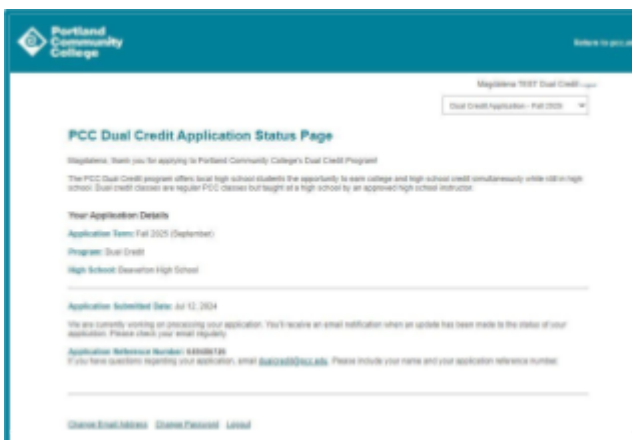 Portland
Community
College
Return to pcc.
Magdalena TEST Dual Credit
Dual Credit Application - Fall 2025
PCC Dual Credit Application Status Page
Magdalena, thank you for applying to Portland Community College's Dual Credit Program!
The PCC Dual Credit program offers local high school students the opportunity to earn college and high school credit simultaneously while still in high
school. Dual credit classes are regular PCC classes but taught at a high school by an approved high school instructor.
Your Application Details
Application Term: Fall 2025 (September)
Program: Dual Credit
High School: Beaverton High School
Application Submitted Date: Jul 12, 2024
We are currently working on processing your application. You'll receive an email notification when an update has been made to the status of your
application. Please check your email regularly.
Application Reference Number:
If you have questions regarding your application, email dualcredit@pcc.edu. Please include your name and your application reference number.
Change Email Address Change Password Logout